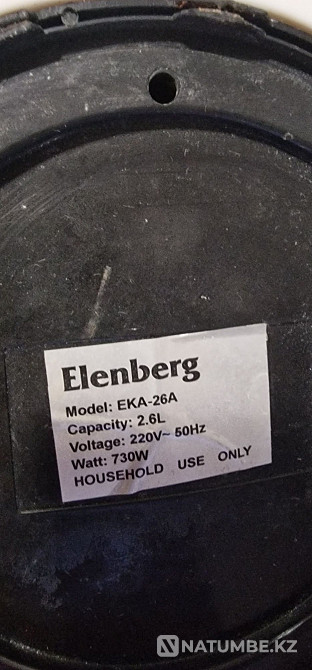 Elenberg
Model: EKA-26A
Capacity: 2.6L
Voltage: 220V~ 50Hz
Watt: 730W
HOUSEHOLD USE ONLY
NATUMBE.KZ